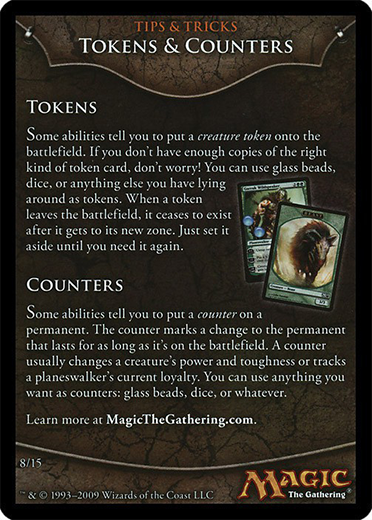 TIPS & TRICKS
TOKENS & COUNTERS
TOKENS
Some abilities tell you to put a creature token onto the
battlefield. If you don't have enough copies of the right
kind of token card, don't worry! You can use glass beads,
dice, or anything else you have lying
around as tokens. When a token
leaves the battlefield, it ceases to exist
after it gets to its new zone. Just set it
aside until you need it again.
COUNTERS
Some abilities tell you to put a counter on a
permanent. The counter marks a change to the permanent
that lasts for as long as it's on the battlefield. A counter
usually changes a creature's power and toughness or tracks
a planeswalker's current loyalty. You can use anything you
want as counters: glass beads, dice, or whatever.
Learn more at MagicTheGathering.com.
8/15
MAGIC
The Gathering
™ & © 1993–2009 Wizards of the Coast LLC